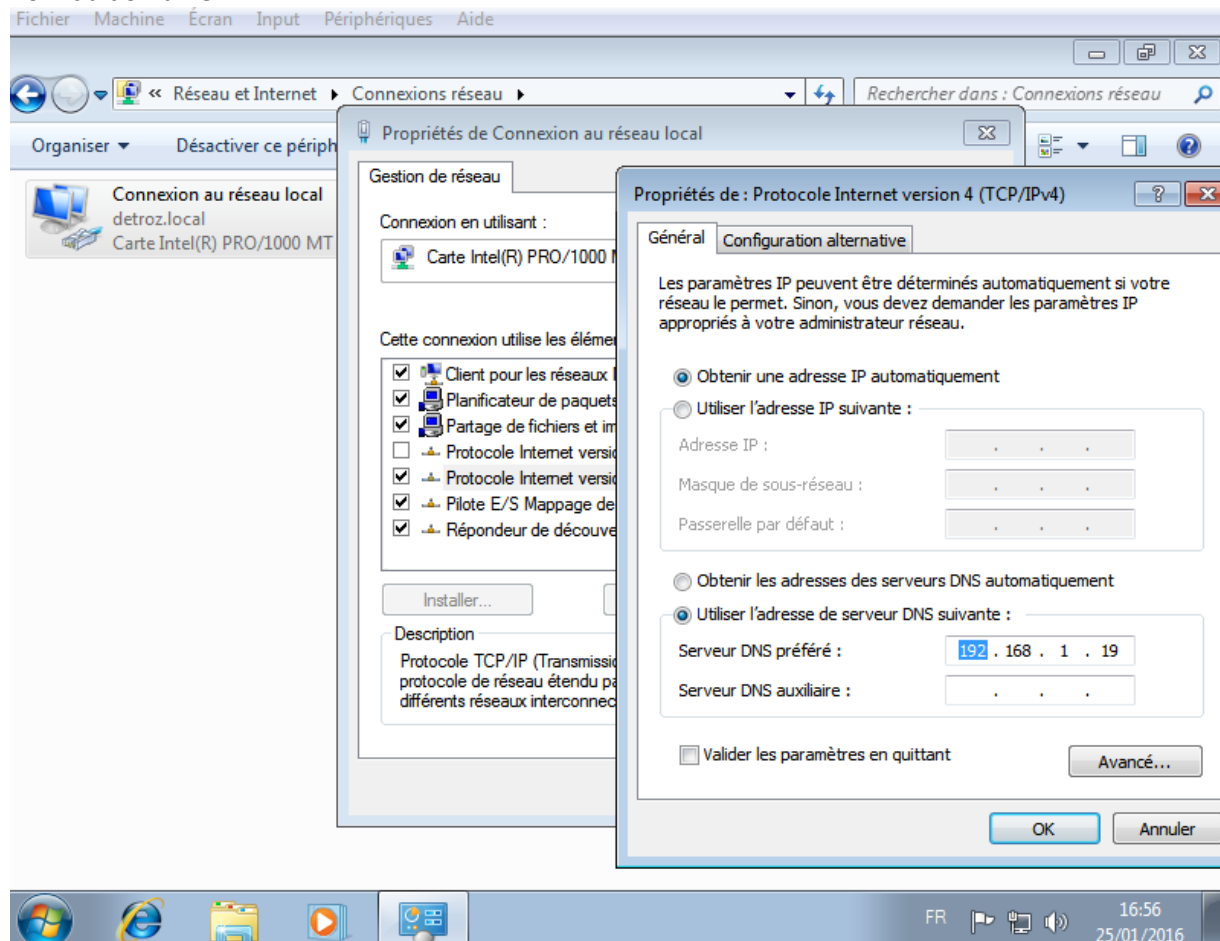 Fichier Machine Écran Input Périphériques Aide
« Réseau et Internet Connexions réseau
Rechercher dans : Connexions réseau
Organiser Désactiver ce périph
Connexion au réseau local
detroz.local
Carte Intel(R) PRO/1000 MT
Propriétés de Connexion au réseau local
Gestion de réseau
Connexion en utilisant :
Carte Intel(R) PRO/1000
Cette connexion utilise les éléme
Client pour les réseaux
Planificateur de paquets
Partage de fichiers et im
Protocole Internet versio
Protocole Internet versio
Pilote E/S Mappage de
Répondeur de découve
Installer...
Description
Protocole TCP/IP (Transmissio
protocole de réseau étendu pa
différents réseaux interconnec
Propriétés de : Protocole Internet version 4 (TCP/IPv4)
Général Configuration alternative
Les paramètres IP peuvent être déterminés automatiquement si votre
réseau le permet. Sinon, vous devez demander les paramètres IP
appropriés à votre administrateur réseau.
Obtenir une adresse IP automatiquement
Utiliser l'adresse IP suivante :
Adresse IP : . . .
Masque de sous-réseau : . . .
Passerelle par défaut : . . .
Obtenir les adresses des serveurs DNS automatiquement
Utiliser l'adresse de serveur DNS suivante :
Serveur DNS préféré : 192 . 168 . 1 . 19
Serveur DNS auxiliaire : . . .
Valider les paramètres en quittant
Avancé...
OK Annuler
FR
16:56
25/01/2016